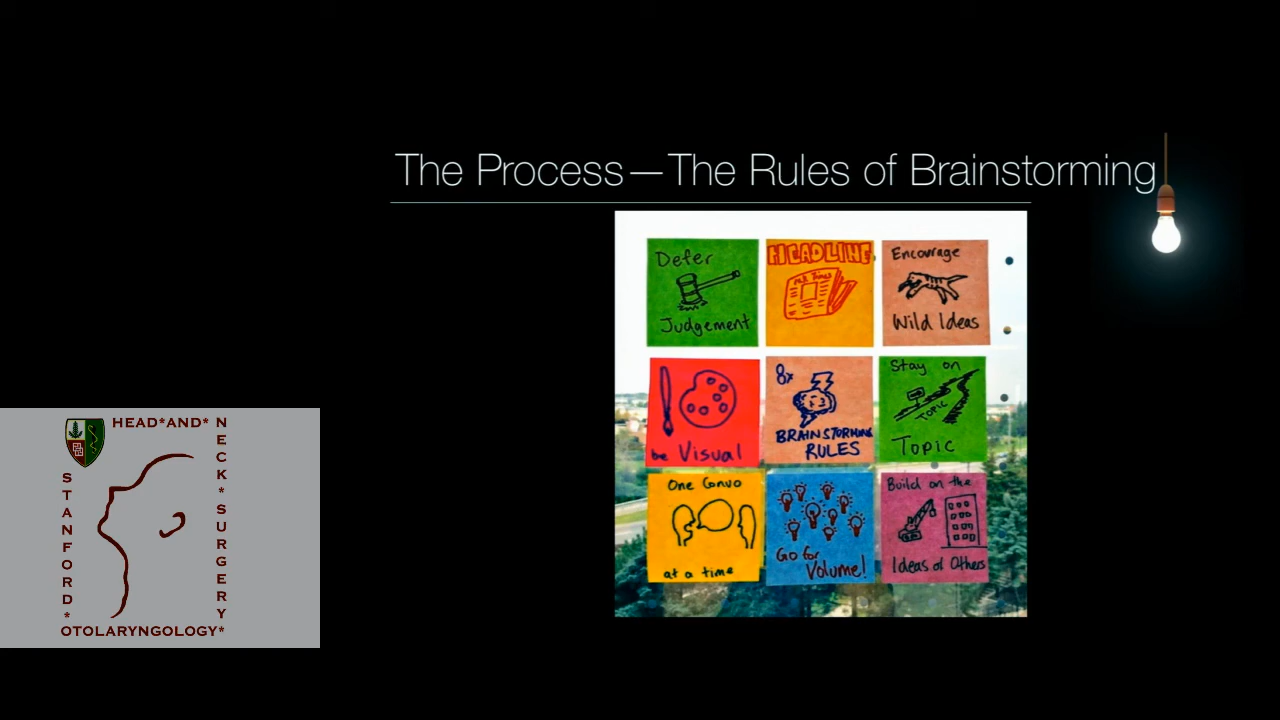 The Process—The Rules of Brainstorming
Defer
Judgement
HEADLINE
Encourage
Wild Ideas
be Visual
8x
BRAINSTORMING
RULES
Stay on
TOPIC
Topic
One Convo
at a time
Go for
Volume!
Build on the
Ideas of Others
HEAD*AND*
NECK*SURGERY*
STANFORD*
OTOLARYNGOLOGY*